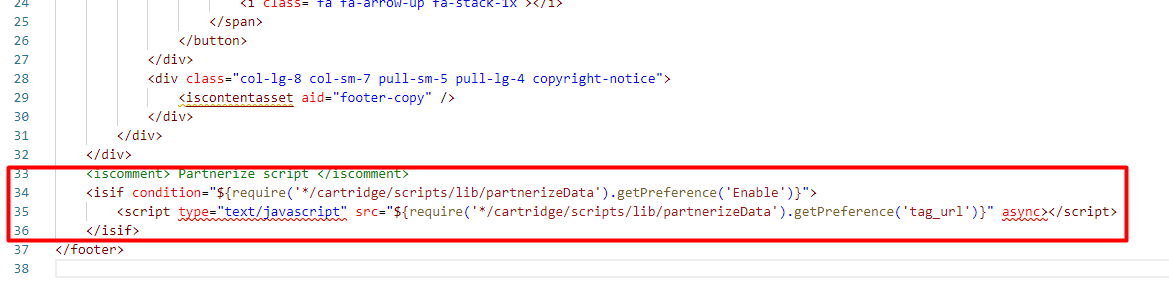 24 <i class="fa fa-arrow-up fa-stack-1x"></i>
25 </span>
26 </button>
27 </div>
28 <div class="col-lg-8 col-sm-7 pull-sm-5 pull-lg-4 copyright-notice">
29 <iscontentasset aid="footer-copy" />
30 </div>
31 </div>
32 </div>
33 <iscomment> Partnerize script </iscomment>
34 <isif condition="${require('*/cartridge/scripts/lib/partnerizeData').getPreference('Enable')}">
35 <script type="text/javascript" src="${require('*/cartridge/scripts/lib/partnerizeData').getPreference('tag_url')}" async></script>
36 </isif>
37 </footer>
38